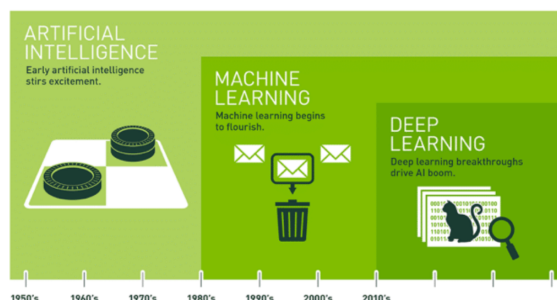 ARTIFICIAL
INTELLIGENCE
Early artificial intelligence
stirs excitement.
MACHINE
LEARNING
Machine learning begins
to flourish.
DEEP
LEARNING
Deep learning breakthroughs
drive AI boom.
1950's 1960's 1970's 1980's 1990's 2000's 2010's